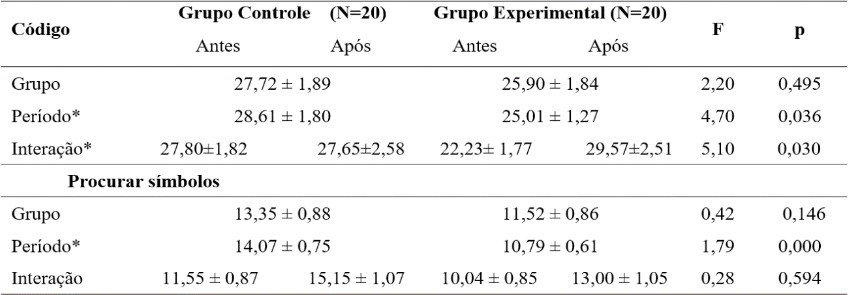 Código Grupo Controle (N=20) Grupo Experimental (N=20) F p
Antes Após Antes Após
Grupo 27,72 ± 1,89 25,90 ± 1,84 2,20 0,495
Período* 28,61 ± 1,80 25,01 ± 1,27 4,70 0,036
Interação* 27,80±1,82 27,65±2,58 22,23± 1,77 29,57±2,51 5,10 0,030
Procurar símbolos
Grupo 13,35 ± 0,88 11,52 ± 0,86 0,42 0,146
Período* 14,07 ± 0,75 10,79 ± 0,61 1,79 0,000
Interação 11,55 ± 0,87 15,15 ± 1,07 10,04 ± 0,85 13,00 ± 1,05 0,28 0,594